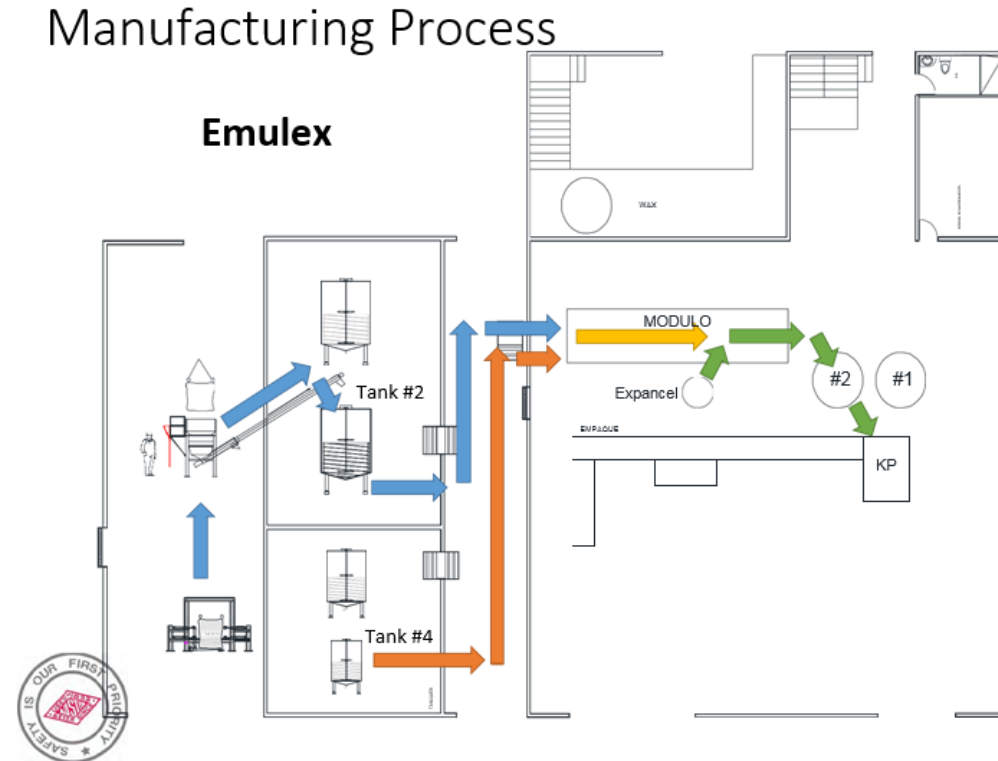 Manufacturing Process
Emulex
WAX
MODULO
Tank #2
Expancel
#2
#1
EMPAQUE
KP
Tank #4
SAFETY IS OUR FIRST PRIORITY